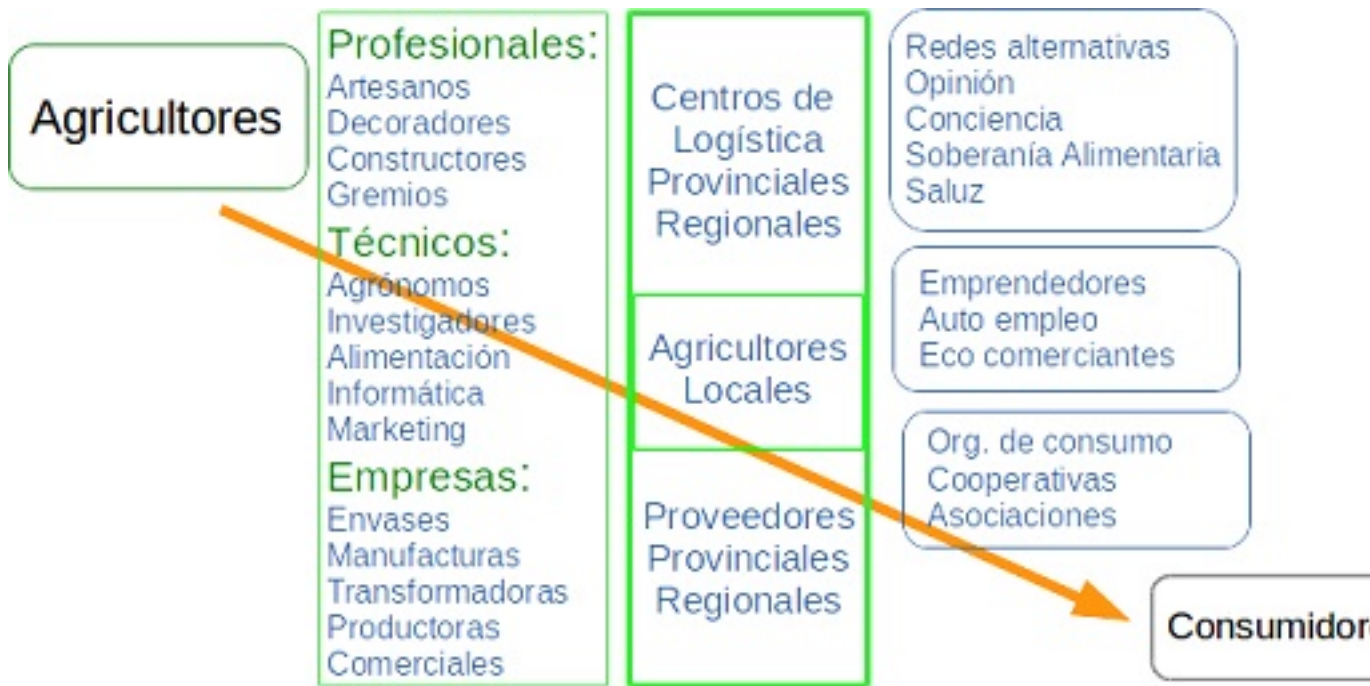 Agricultores
Profesionales:
Artesanos
Decoradores
Constructores
Gremios
Técnicos:
Agrónomos
Investigadores
Alimentación
Informática
Marketing
Empresas:
Envases
Manufacturas
Transformadoras
Productoras
Comerciales
Centros de
Logística
Provinciales
Regionales
Agricultores
Locales
Proveedores
Provinciales
Regionales
Redes alternativas
Opinión
Conciencia
Soberanía Alimentaria
Saluz
Emprendedores
Auto empleo
Eco comerciantes
Org. de consumo
Cooperativas
Asociaciones